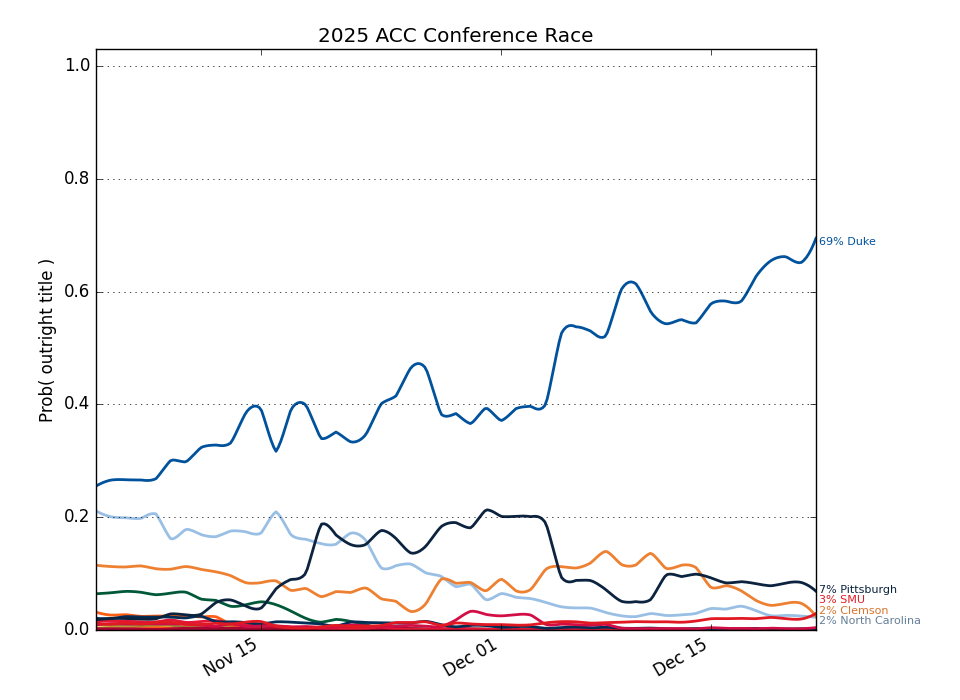 2025 ACC Conference Race
Prob( outright title )
1.0
0.8
0.6
0.4
0.2
0.0
69% Duke
7% Pittsburgh
3% SMU
2% Clemson
2% North Carolina
Nov 15
Dec 01
Dec 15